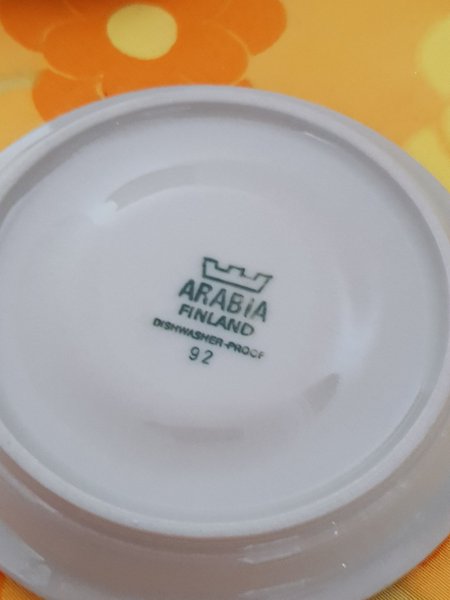 ARABIA
FINLAND
DISHWASHER-PROOF
92